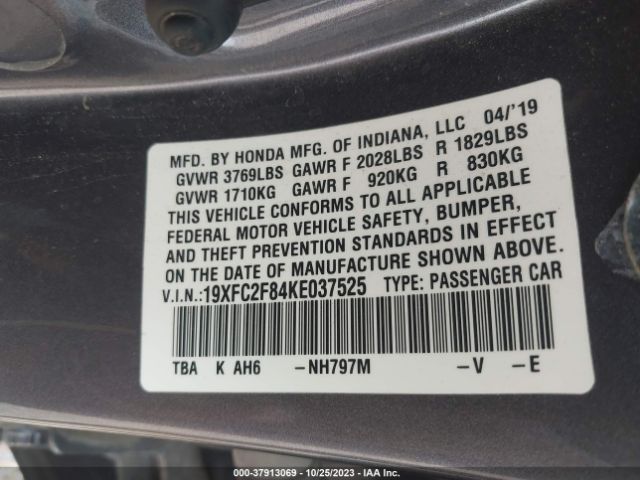 MFD. BY HONDA MFG. OF INDIANA, LLC 04/'19
GVWR 3769LBS GAWR F 2028LBS R 1829LBS
GVWR 1710KG GAWR F 920KG R 830KG
THIS VEHICLE CONFORMS TO ALL APPLICABLE
FEDERAL MOTOR VEHICLE SAFETY, BUMPER,
AND THEFT PREVENTION STANDARDS IN EFFECT
ON THE DATE OF MANUFACTURE SHOWN ABOVE.
V.I.N.:19XFC2F84KE037525 TYPE: PASSENGER CAR
TBA K AH6 -NH797M -V -E
000-37913069 | 10/25/2023 | IAA Inc.